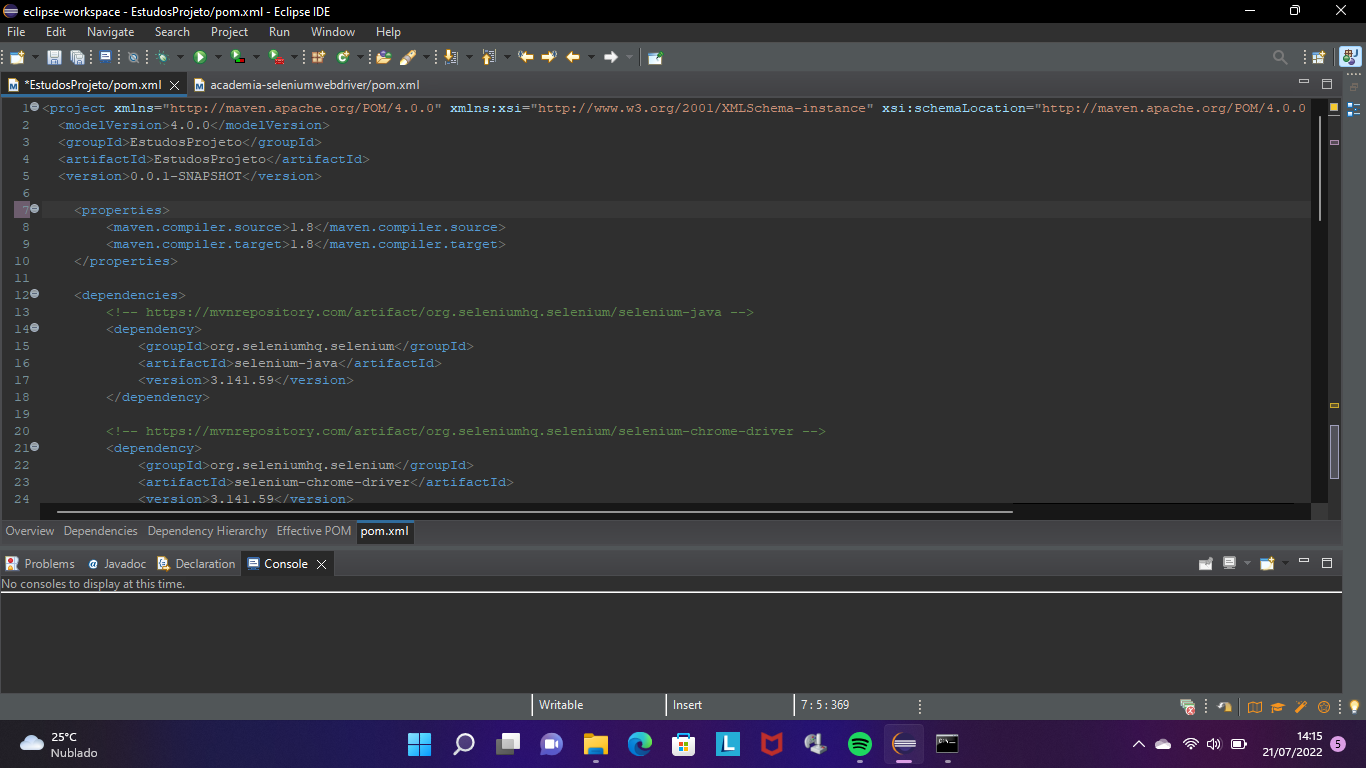 eclipse-workspace - EstudosProjeto/pom.xml - Eclipse IDE
File Edit Navigate Search Project Run Window Help
*EstudosProjeto/pom.xml academia-seleniumwebdriver/pom.xml
1 <project xmlns="http://maven.apache.org/POM/4.0.0" xmlns:xsi="http://www.w3.org/2001/XMLSchema-instance" xsi:schemaLocation="http://maven.apache.org/POM/4.0.0
2 <modelVersion>4.0.0</modelVersion>
3 <groupId>EstudosProjeto</groupId>
4 <artifactId>EstudosProjeto</artifactId>
5 <version>0.0.1-SNAPSHOT</version>
6
7 <properties>
8 <maven.compiler.source>1.8</maven.compiler.source>
9 <maven.compiler.target>1.8</maven.compiler.target>
10 </properties>
11
12 <dependencies>
13 <!-- https://mvnrepository.com/artifact/org.seleniumhq.selenium/selenium-java -->
14 <dependency>
15 <groupId>org.seleniumhq.selenium</groupId>
16 <artifactId>selenium-java</artifactId>
17 <version>3.141.59</version>
18 </dependency>
19
20 <!-- https://mvnrepository.com/artifact/org.seleniumhq.selenium/selenium-chrome-driver -->
21 <dependency>
22 <groupId>org.seleniumhq.selenium</groupId>
23 <artifactId>selenium-chrome-driver</artifactId>
24 <version>3.141.59</version>
Overview Dependencies Dependency Hierarchy Effective POM pom.xml
Problems Javadoc Declaration Console
No consoles to display at this time.
Writable Insert 7 : 5 : 369
25°C
Nublado
14:15
21/07/2022 5